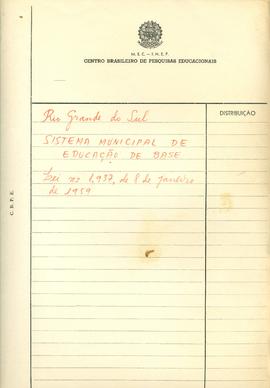 M.E.C. - I.N.E.P.
CENTRO BRASILEIRO DE PESQUISAS EDUCACIONAIS
DISTRIBUIÇÃO
Rio Grande do Sul
SISTEMA MUNICIPAL DE
EDUCAÇÃO DE BASE
Lei nº 1.937, de 8 de janeiro
de 1959
C.B.P.E.